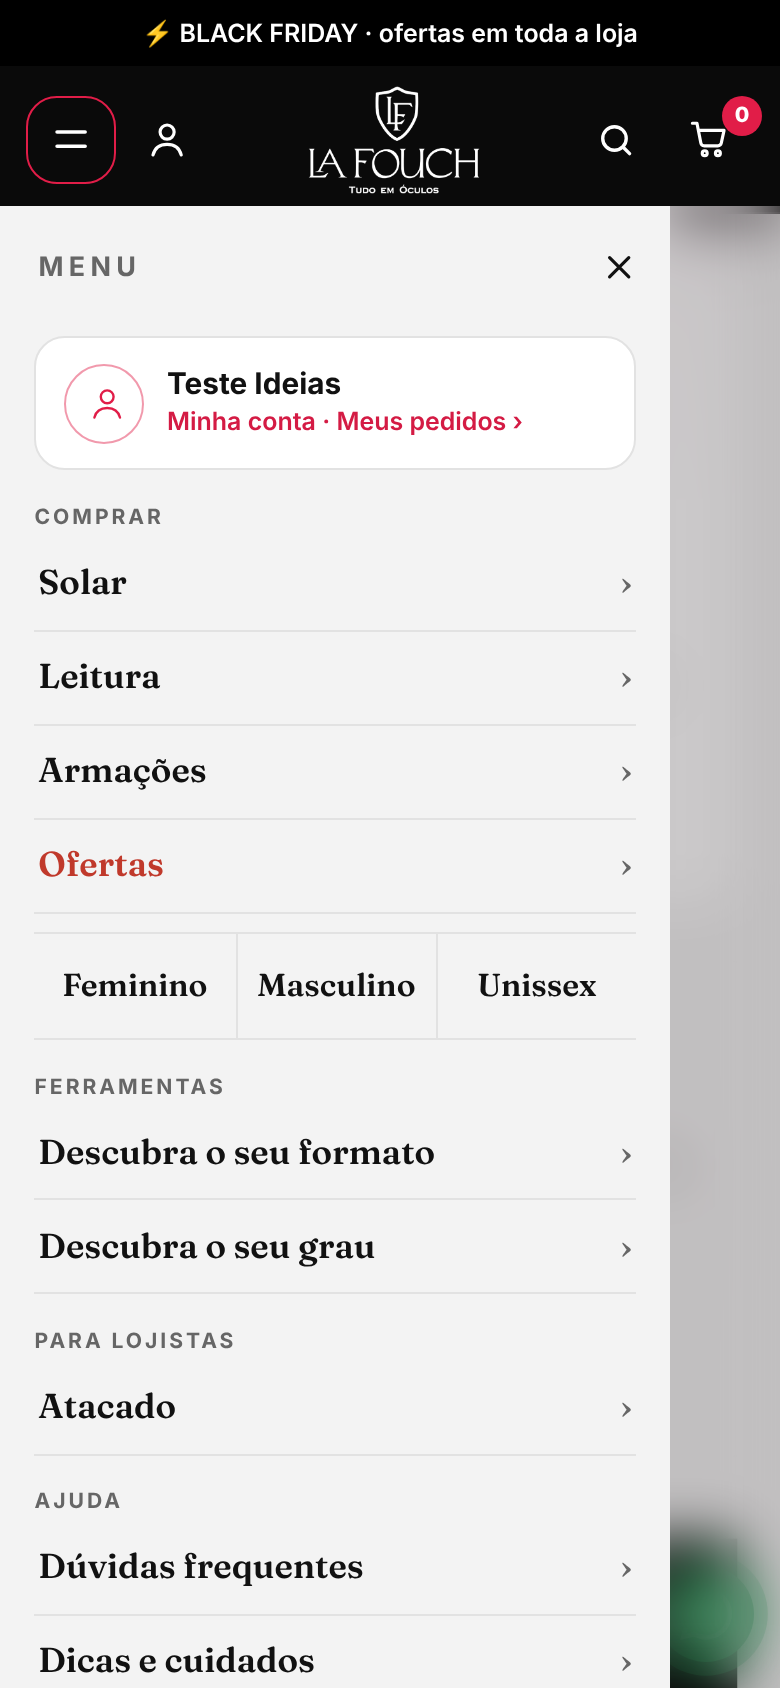 ⚡ BLACK FRIDAY · ofertas em toda a loja
LF
LA FOUCH
TUDO EM ÓCULOS
0
MENU
Teste Ideias
Minha conta · Meus pedidos ›
COMPRAR
Solar ›
Leitura ›
Armações ›
Ofertas ›
Feminino Masculino Unissex
FERRAMENTAS
Descubra o seu formato ›
Descubra o seu grau ›
PARA LOJISTAS
Atacado ›
AJUDA
Dúvidas frequentes ›
Dicas e cuidados ›